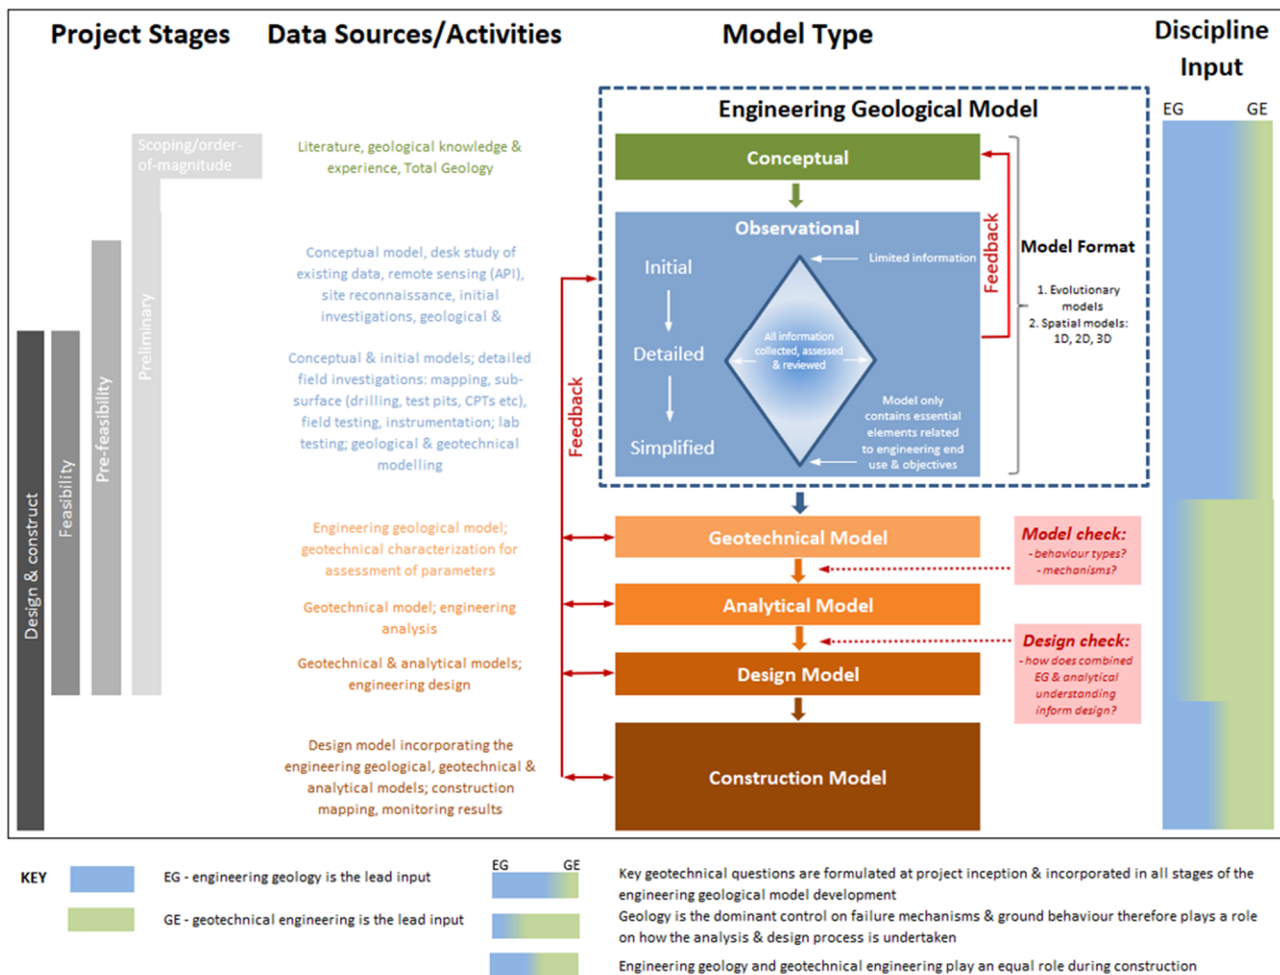 Project Stages
Data Sources/Activities
Model Type
Discipline
Input
EG
GE
Scoping/order-
of-magnitude
Preliminary
Pre-feasibility
Feasibility
Design & construct
Literature, geological knowledge &
experience, Total Geology
Conceptual model, desk study of
existing data, remote sensing (API),
site reconnaissance, initial
investigations, geological &
Conceptual & initial models; detailed
field investigations: mapping, sub-
surface (drilling, test pits, CPTs etc),
field testing, instrumentation; lab
testing; geological & geotechnical
modelling
Engineering geological model;
geotechnical characterization for
assessment of parameters
Geotechnical model; engineering
analysis
Geotechnical & analytical models;
engineering design
Design model incorporating the
engineering geological, geotechnical &
analytical models; construction
mapping, monitoring results
Feedback
Engineering Geological Model
Conceptual
Observational
Initial
Detailed
Simplified
Limited information
All information
collected, assessed
& reviewed
Model only
contains essential
elements related
to engineering end
use & objectives
Feedback
Model Format
1. Evolutionary
models
2. Spatial models:
1D, 2D, 3D
Geotechnical Model
Analytical Model
Design Model
Construction Model
Model check:
- behaviour types?
- mechanisms?
Design check:
- how does combined
EG & analytical
understanding
inform design?
KEY
EG - engineering geology is the lead input
GE - geotechnical engineering is the lead input
EG
GE
Key geotechnical questions are formulated at project inception & incorporated in all stages of the
engineering geological model development
Geology is the dominant control on failure mechanisms & ground behaviour therefore plays a role
on how the analysis & design process is undertaken
Engineering geology and geotechnical engineering play an equal role during construction